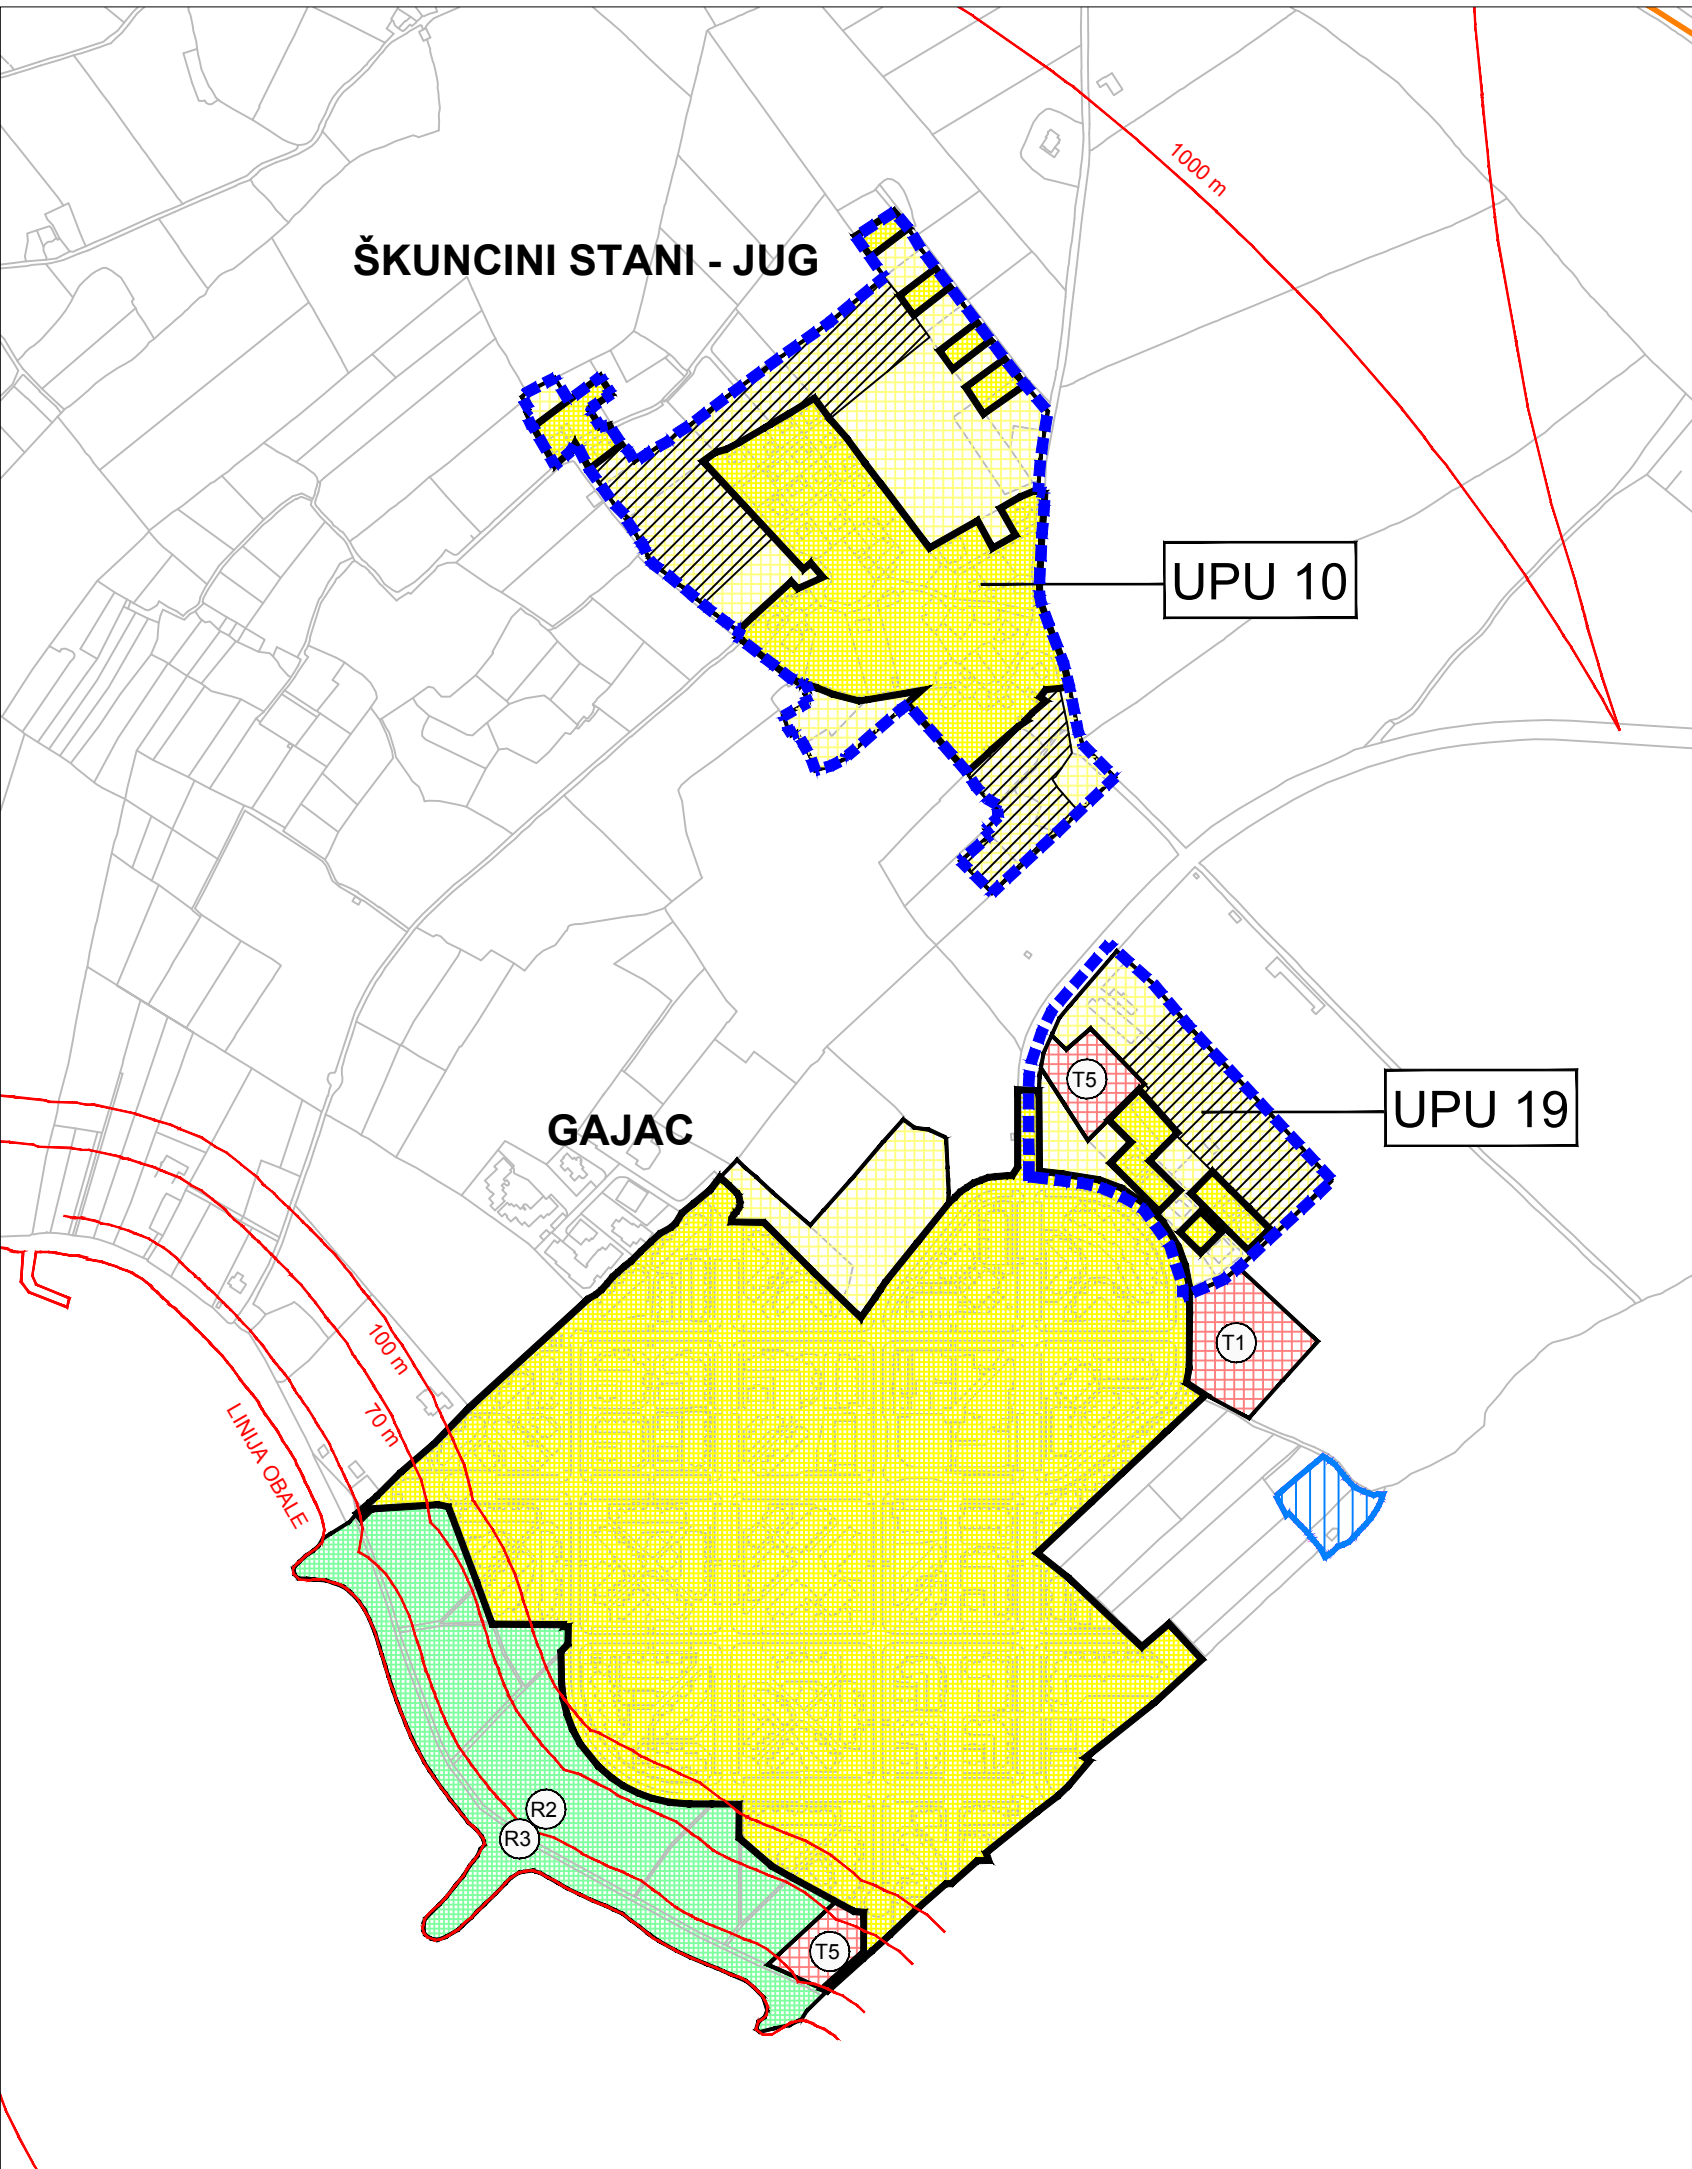 1000 m
ŠKUNCINI STANI - JUG
UPU 10
T5
UPU 19
GAJAC
T1
100 m
70 m
LINIJA OBALE
R2
R3
T5